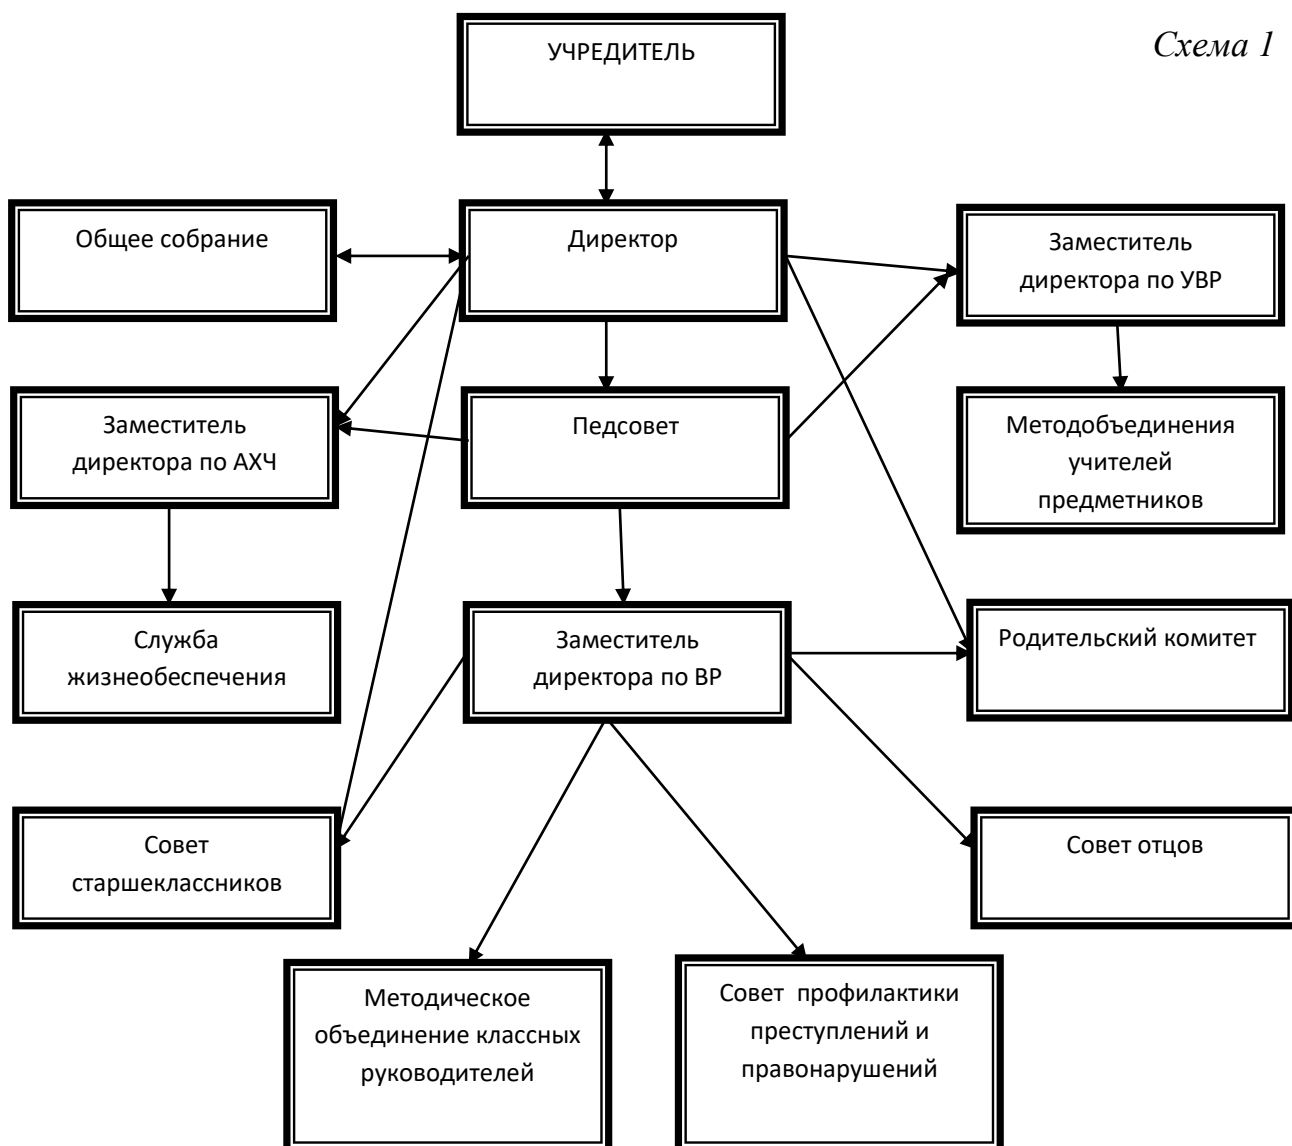 Схема 1
УЧРЕДИТЕЛЬ
Общее собрание
Директор
Заместитель
директора по УВР
Заместитель
директора по АХЧ
Педсовет
Методобъединения
учителей
предметников
Служба
жизнеобеспечения
Заместитель
директора по ВР
Родительский комитет
Совет
старшеклассников
Совет отцов
Методическое
объединение классных
руководителей
Совет профилактики
преступлений и
правонарушений